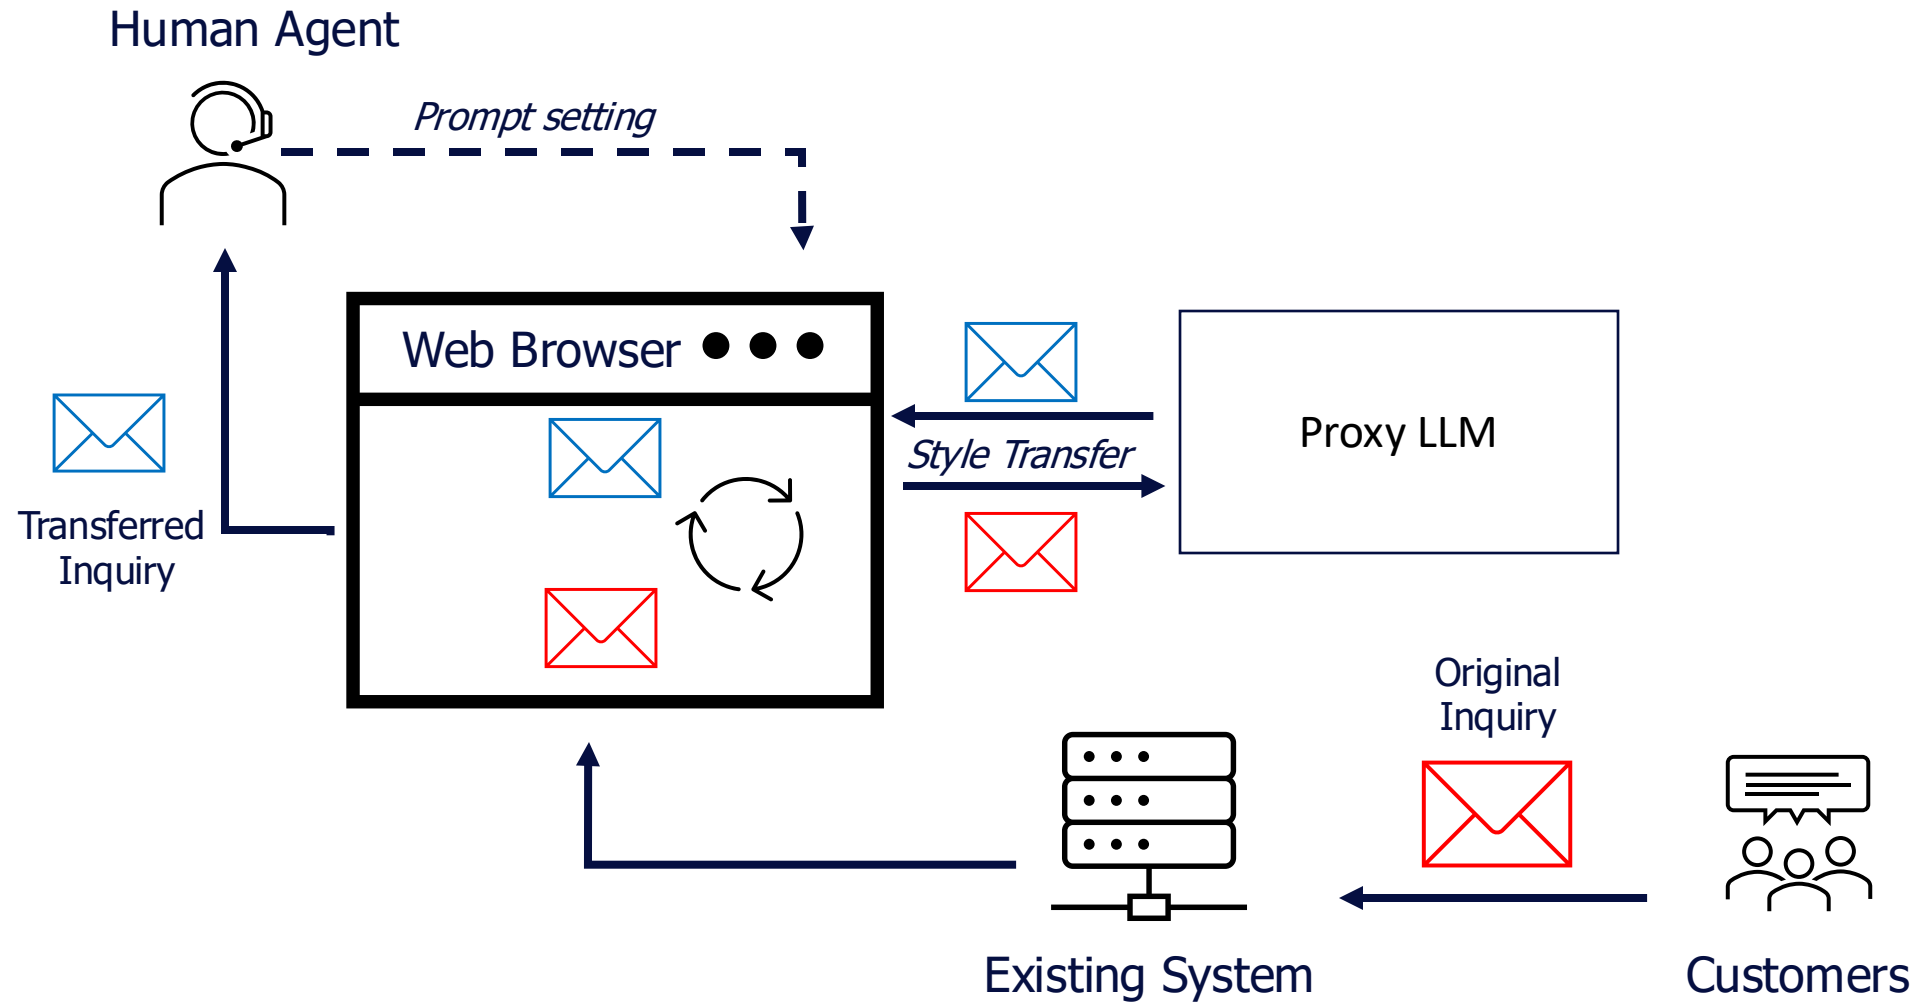 Human Agent
Prompt setting
Web Browser
Style Transfer
Proxy LLM
Transferred
Inquiry
Original
Inquiry
Existing System
Customers